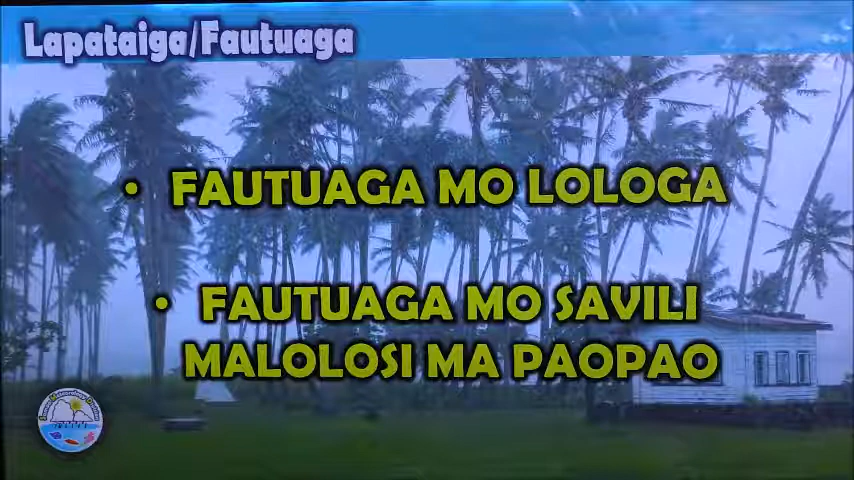 Lapataiga/Fautuaga
• FAUTUAGA MO LOLOGA
• FAUTUAGA MO SAVILI
MALOLOSI MA PAOPAO